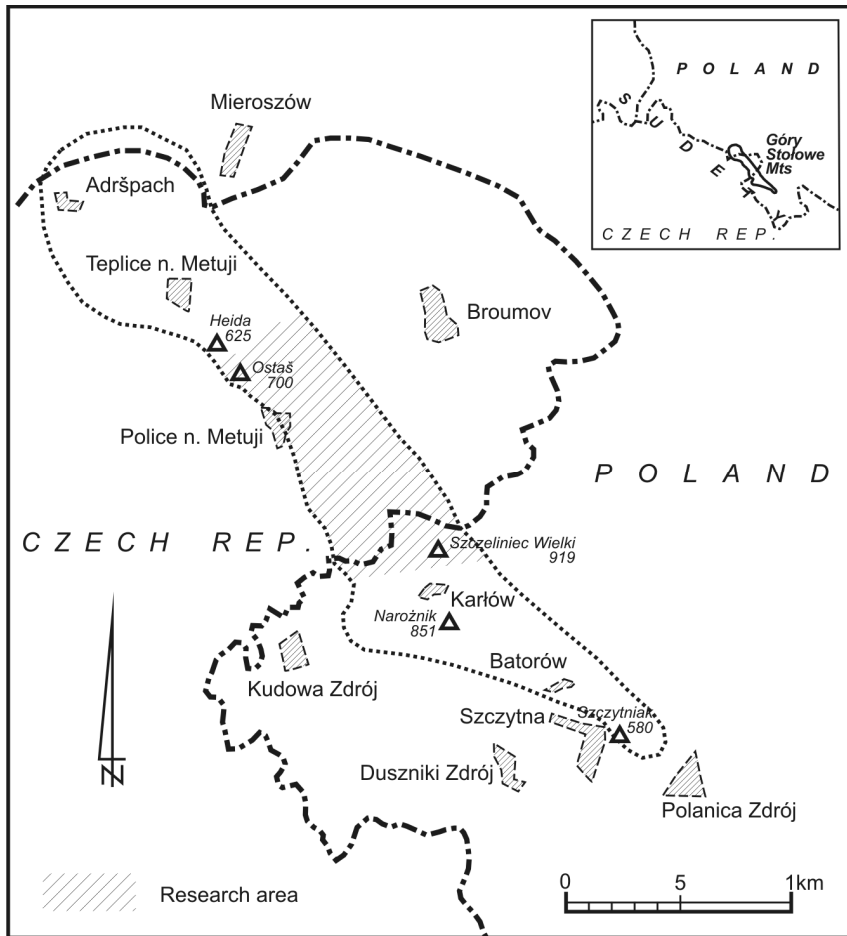 Mieroszów
Adršpach
Teplice n. Metuji
Heida
625
Ostaš
700
Broumov
Police n. Metuji
POLAND
CZECH REP.
Szczeliniec Wielki
919
Karłów
Narożnik
851
Batorów
Kudowa Zdrój
Szczytna
Szczytniak
580
Duszniki Zdrój
Polanica Zdrój
N
Research area
0 5 1km
POLAND
SUDETY
Góry
Stołowe
Mts
CZECH REP.